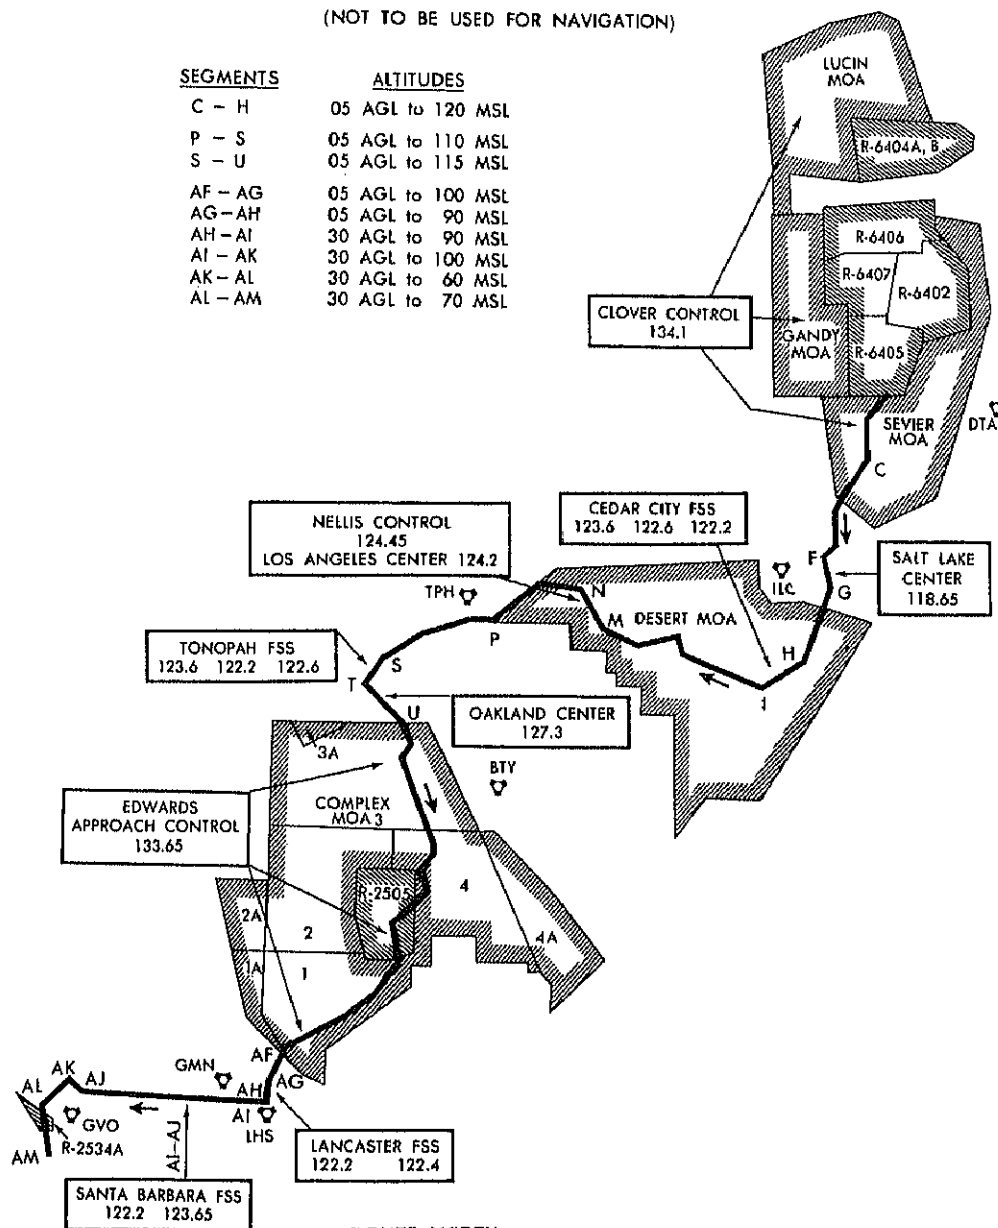 (NOT TO BE USED FOR NAVIGATION)
SEGMENTS ALTITUDES
C – H 05 AGL to 120 MSL
P – S 05 AGL to 110 MSL
S – U 05 AGL to 115 MSL
AF – AG 05 AGL to 100 MSL
AG – AH 05 AGL to 90 MSL
AH – AI 30 AGL to 90 MSL
AI – AK 30 AGL to 100 MSL
AK – AL 30 AGL to 60 MSL
AL – AM 30 AGL to 70 MSL
LUCIN
MOA
R-6404A, B
R-6406
R-6407
R-6402
CLOVER CONTROL
134.1
GANDY
MOA
R-6405
SEVIER
MOA
DTA
C
NELLIS CONTROL
124.45
LOS ANGELES CENTER 124.2
CEDAR CITY FSS
123.6 122.6 122.2
F
SALT LAKE
CENTER
118.65
G
ILC
TPH
N
M
DESERT MOA
P
H
I
TONOPAH FSS
123.6 122.2 122.6
S
T
U
OAKLAND CENTER
127.3
3A
BTY
EDWARDS
APPROACH CONTROL
133.65
COMPLEX
MOA 3
R-2505
4
2A
2
4A
1A
1
AF
AG
GMN
AH
AI
LHS
AK
AJ
AL
GVO
R-2534A
AM
AI–AJ
LANCASTER FSS
122.2 122.4
SANTA BARBARA FSS
122.2 123.65